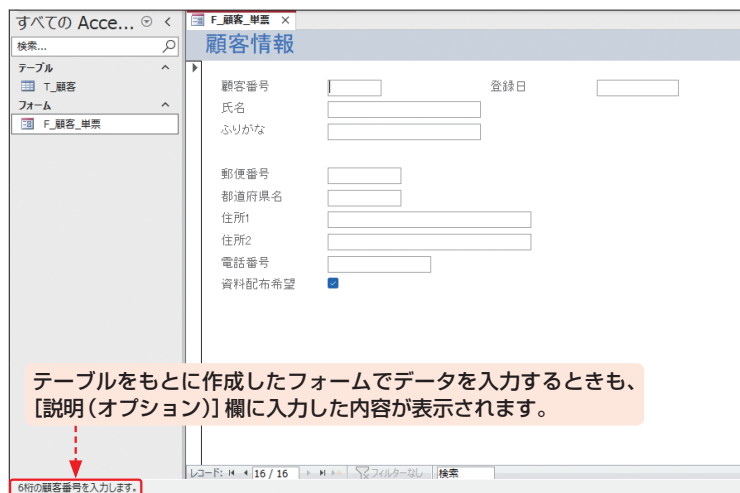 すべての Acce...
検索...
テーブル
T_顧客
フォーム
F_顧客_単票
F_顧客_単票
顧客情報
顧客番号
登録日
氏名
ふりがな
郵便番号
都道府県名
住所1
住所2
電話番号
資料配布希望
テーブルをもとに作成したフォームでデータを入力するときも、
[説明(オプション)]欄に入力した内容が表示されます。
レコード: 16 / 16 フィルターなし 検索
6桁の顧客番号を入力します。